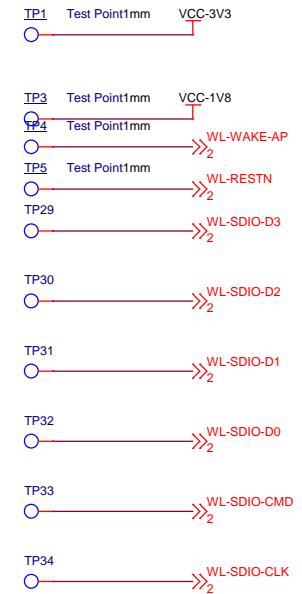 TP1 Test Point1mm VCC-3V3
TP3 Test Point1mm VCC-1V8
TP4 Test Point1mm
WL-WAKE-AP
2
TP5 Test Point1mm
WL-RESTN
2
TP29
WL-SDIO-D3
2
TP30
WL-SDIO-D2
2
TP31
WL-SDIO-D1
2
TP32
WL-SDIO-D0
2
TP33
WL-SDIO-CMD
2
TP34
WL-SDIO-CLK
2